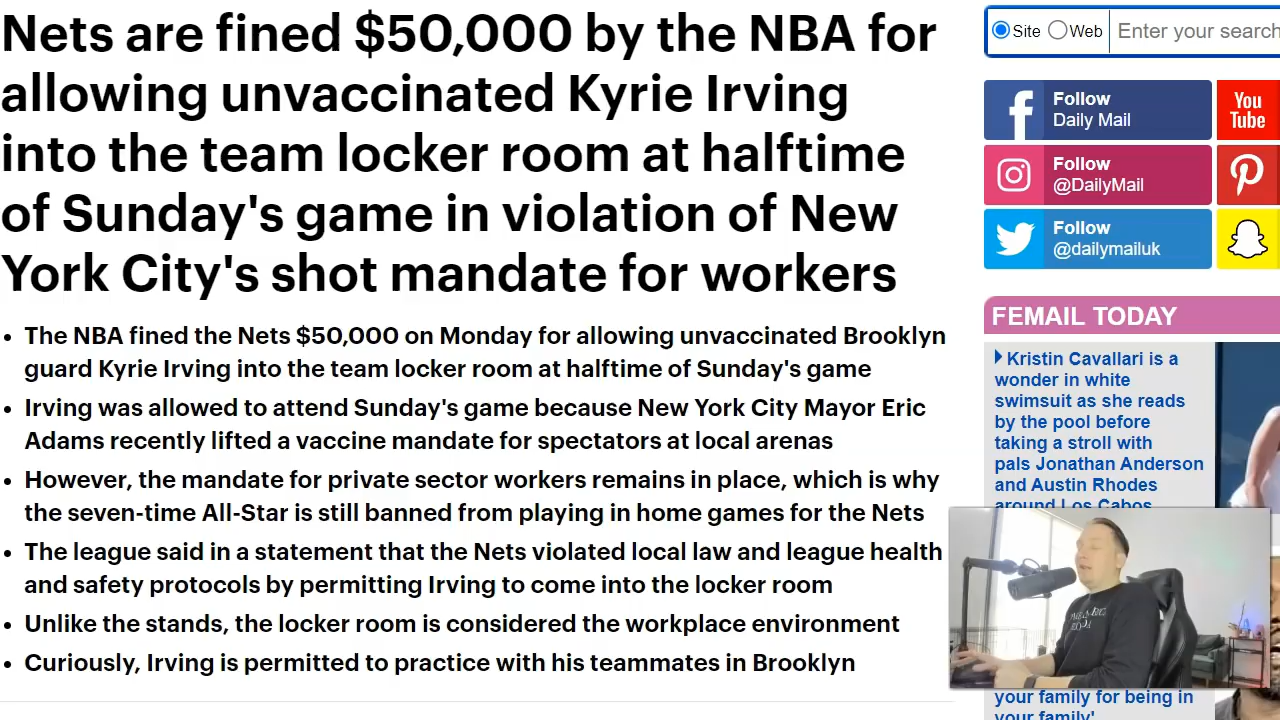 Nets are fined $50,000 by the NBA for
allowing unvaccinated Kyrie Irving
into the team locker room at halftime
of Sunday's game in violation of New
York City's shot mandate for workers
• The NBA fined the Nets $50,000 on Monday for allowing unvaccinated Brooklyn
guard Kyrie Irving into the team locker room at halftime of Sunday's game
• Irving was allowed to attend Sunday's game because New York City Mayor Eric
Adams recently lifted a vaccine mandate for spectators at local arenas
• However, the mandate for private sector workers remains in place, which is why
the seven-time All-Star is still banned from playing in home games for the Nets
• The league said in a statement that the Nets violated local law and league health
and safety protocols by permitting Irving to come into the locker room
• Unlike the stands, the locker room is considered the workplace environment
• Curiously, Irving is permitted to practice with his teammates in Brooklyn
Site Web Enter your search
Follow
Daily Mail
You
Tube
Follow
@DailyMail
Follow
@dailymailuk
FEMAIL TODAY
Kristin Cavallari is a
wonder in white
swimsuit as she reads
by the pool before
taking a stroll with
pals Jonathan Anderson
and Austin Rhodes
around Los Cabos
your family for being in
your family'